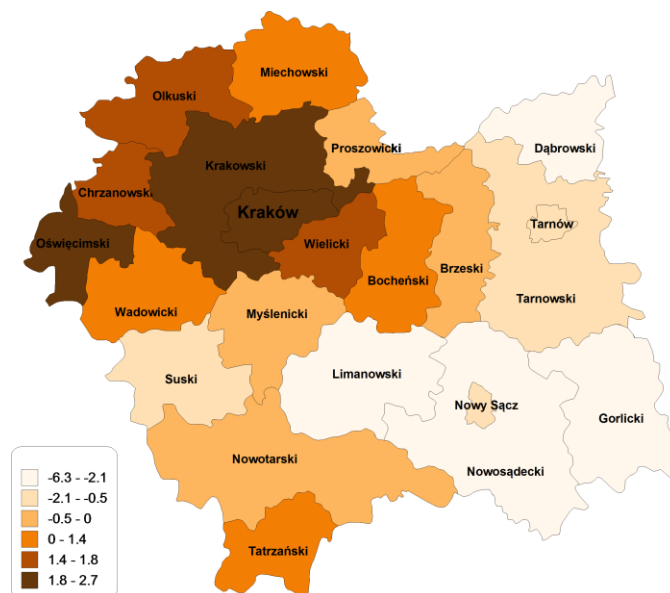 Miechowski
Olkuski
Proszowicki
Dąbrowski
Krakowski
Chrzanowski
Kraków
Tarnów
Oświęcimski
Wielicki
Bocheński
Brzeski
Tarnowski
Wadowicki
Myślenicki
Suski
Limanowski
Nowy Sącz
Gorlicki
Nowotarski
Nowosądecki
Tatrzański
-6.3 - -2.1
-2.1 - -0.5
-0.5 - 0
0 - 1.4
1.4 - 1.8
1.8 - 2.7